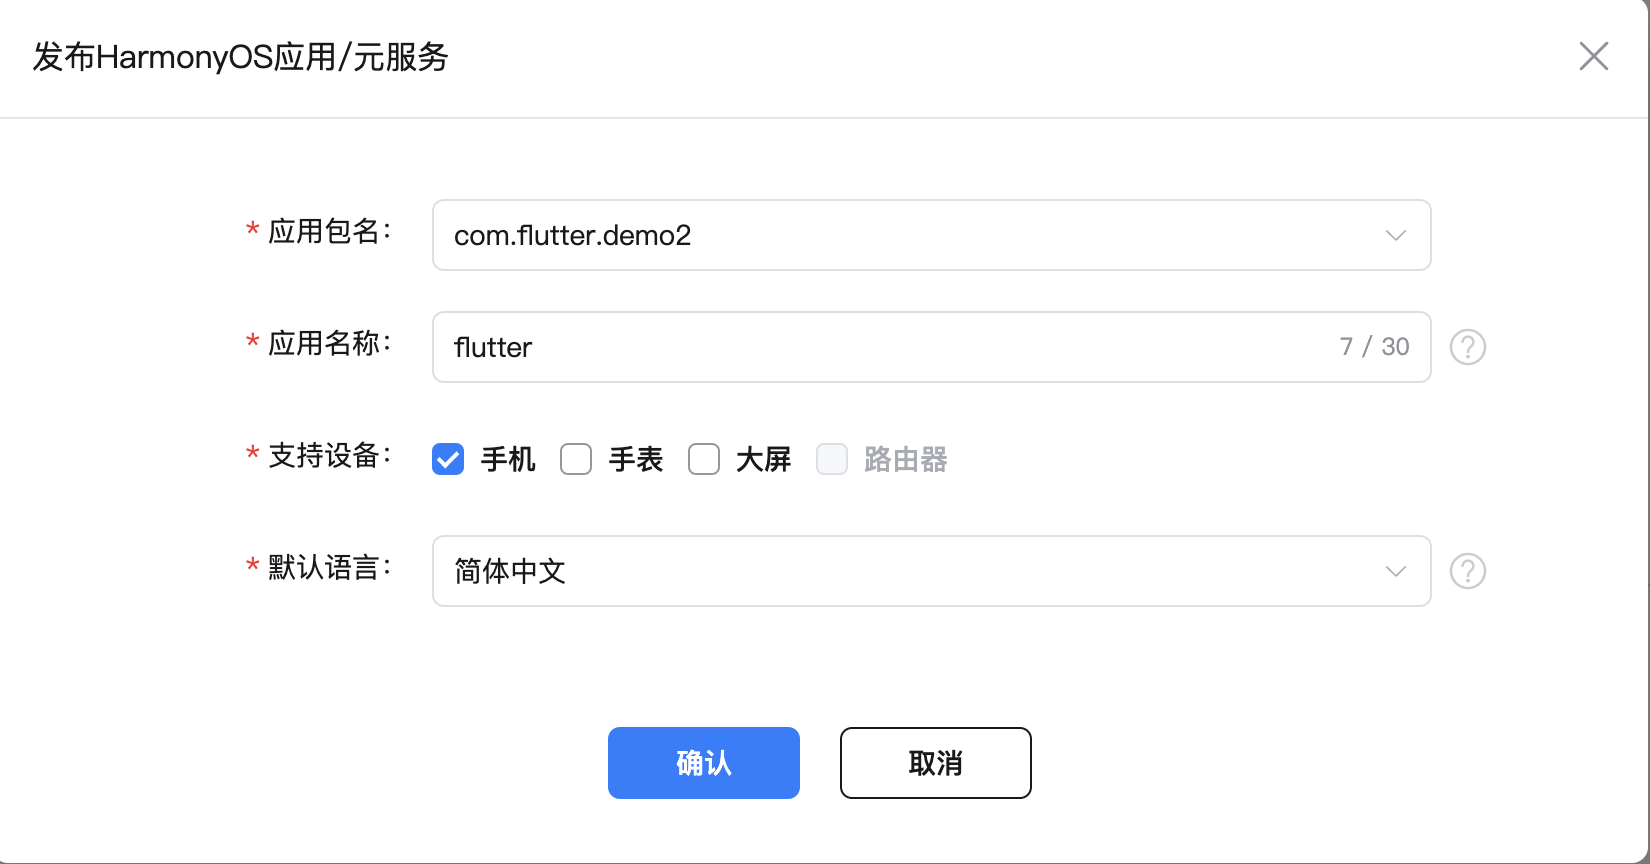 发布HarmonyOS应用/元服务
* 应用包名： com.flutter.demo2
* 应用名称： flutter 7 / 30 ?
* 支持设备： 手机 手表 大屏 路由器
* 默认语言： 简体中文 ?
确认 取消